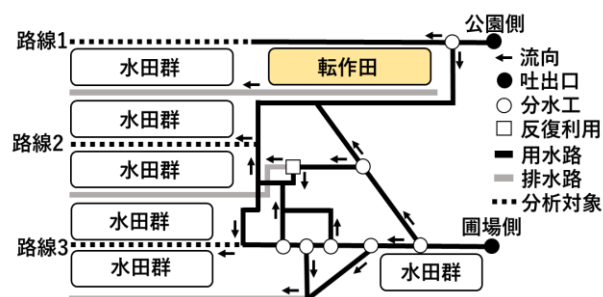 公園側
路線1
流向
水田群
転作田
吐出口
分水工
水田群
反復利用
路線2
用水路
水田群
排水路
分析対象
水田群
圃場側
路線3
水田群
水田群